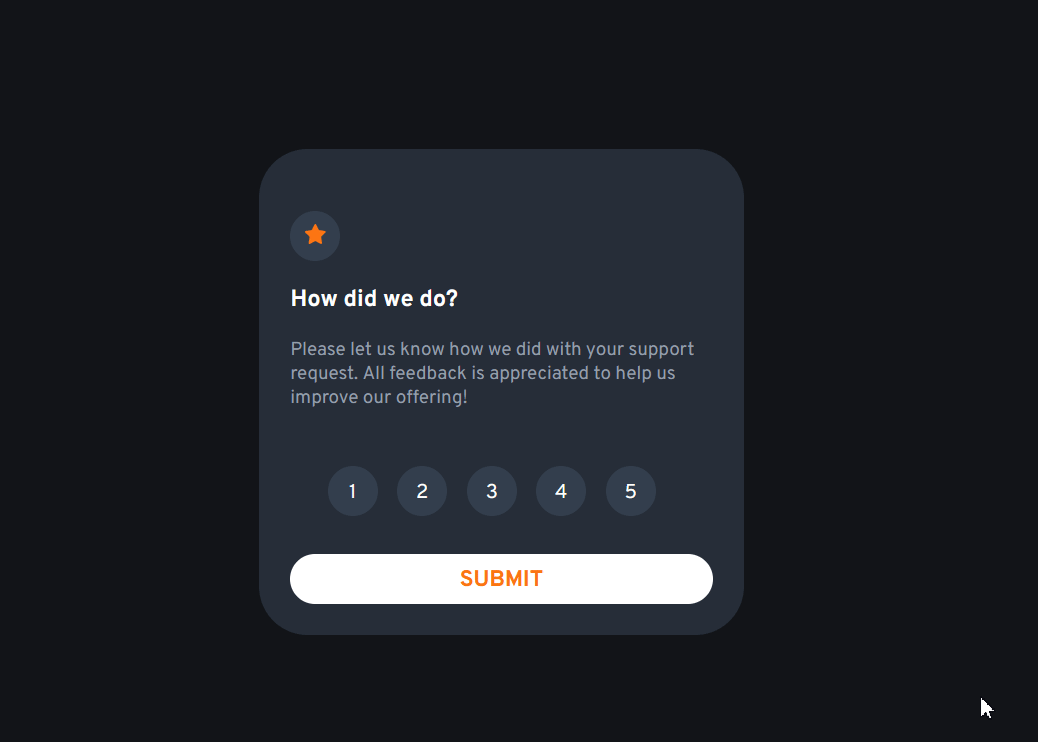 How did we do?
Please let us know how we did with your support
request. All feedback is appreciated to help us
improve our offering!
1 2 3 4 5
SUBMIT